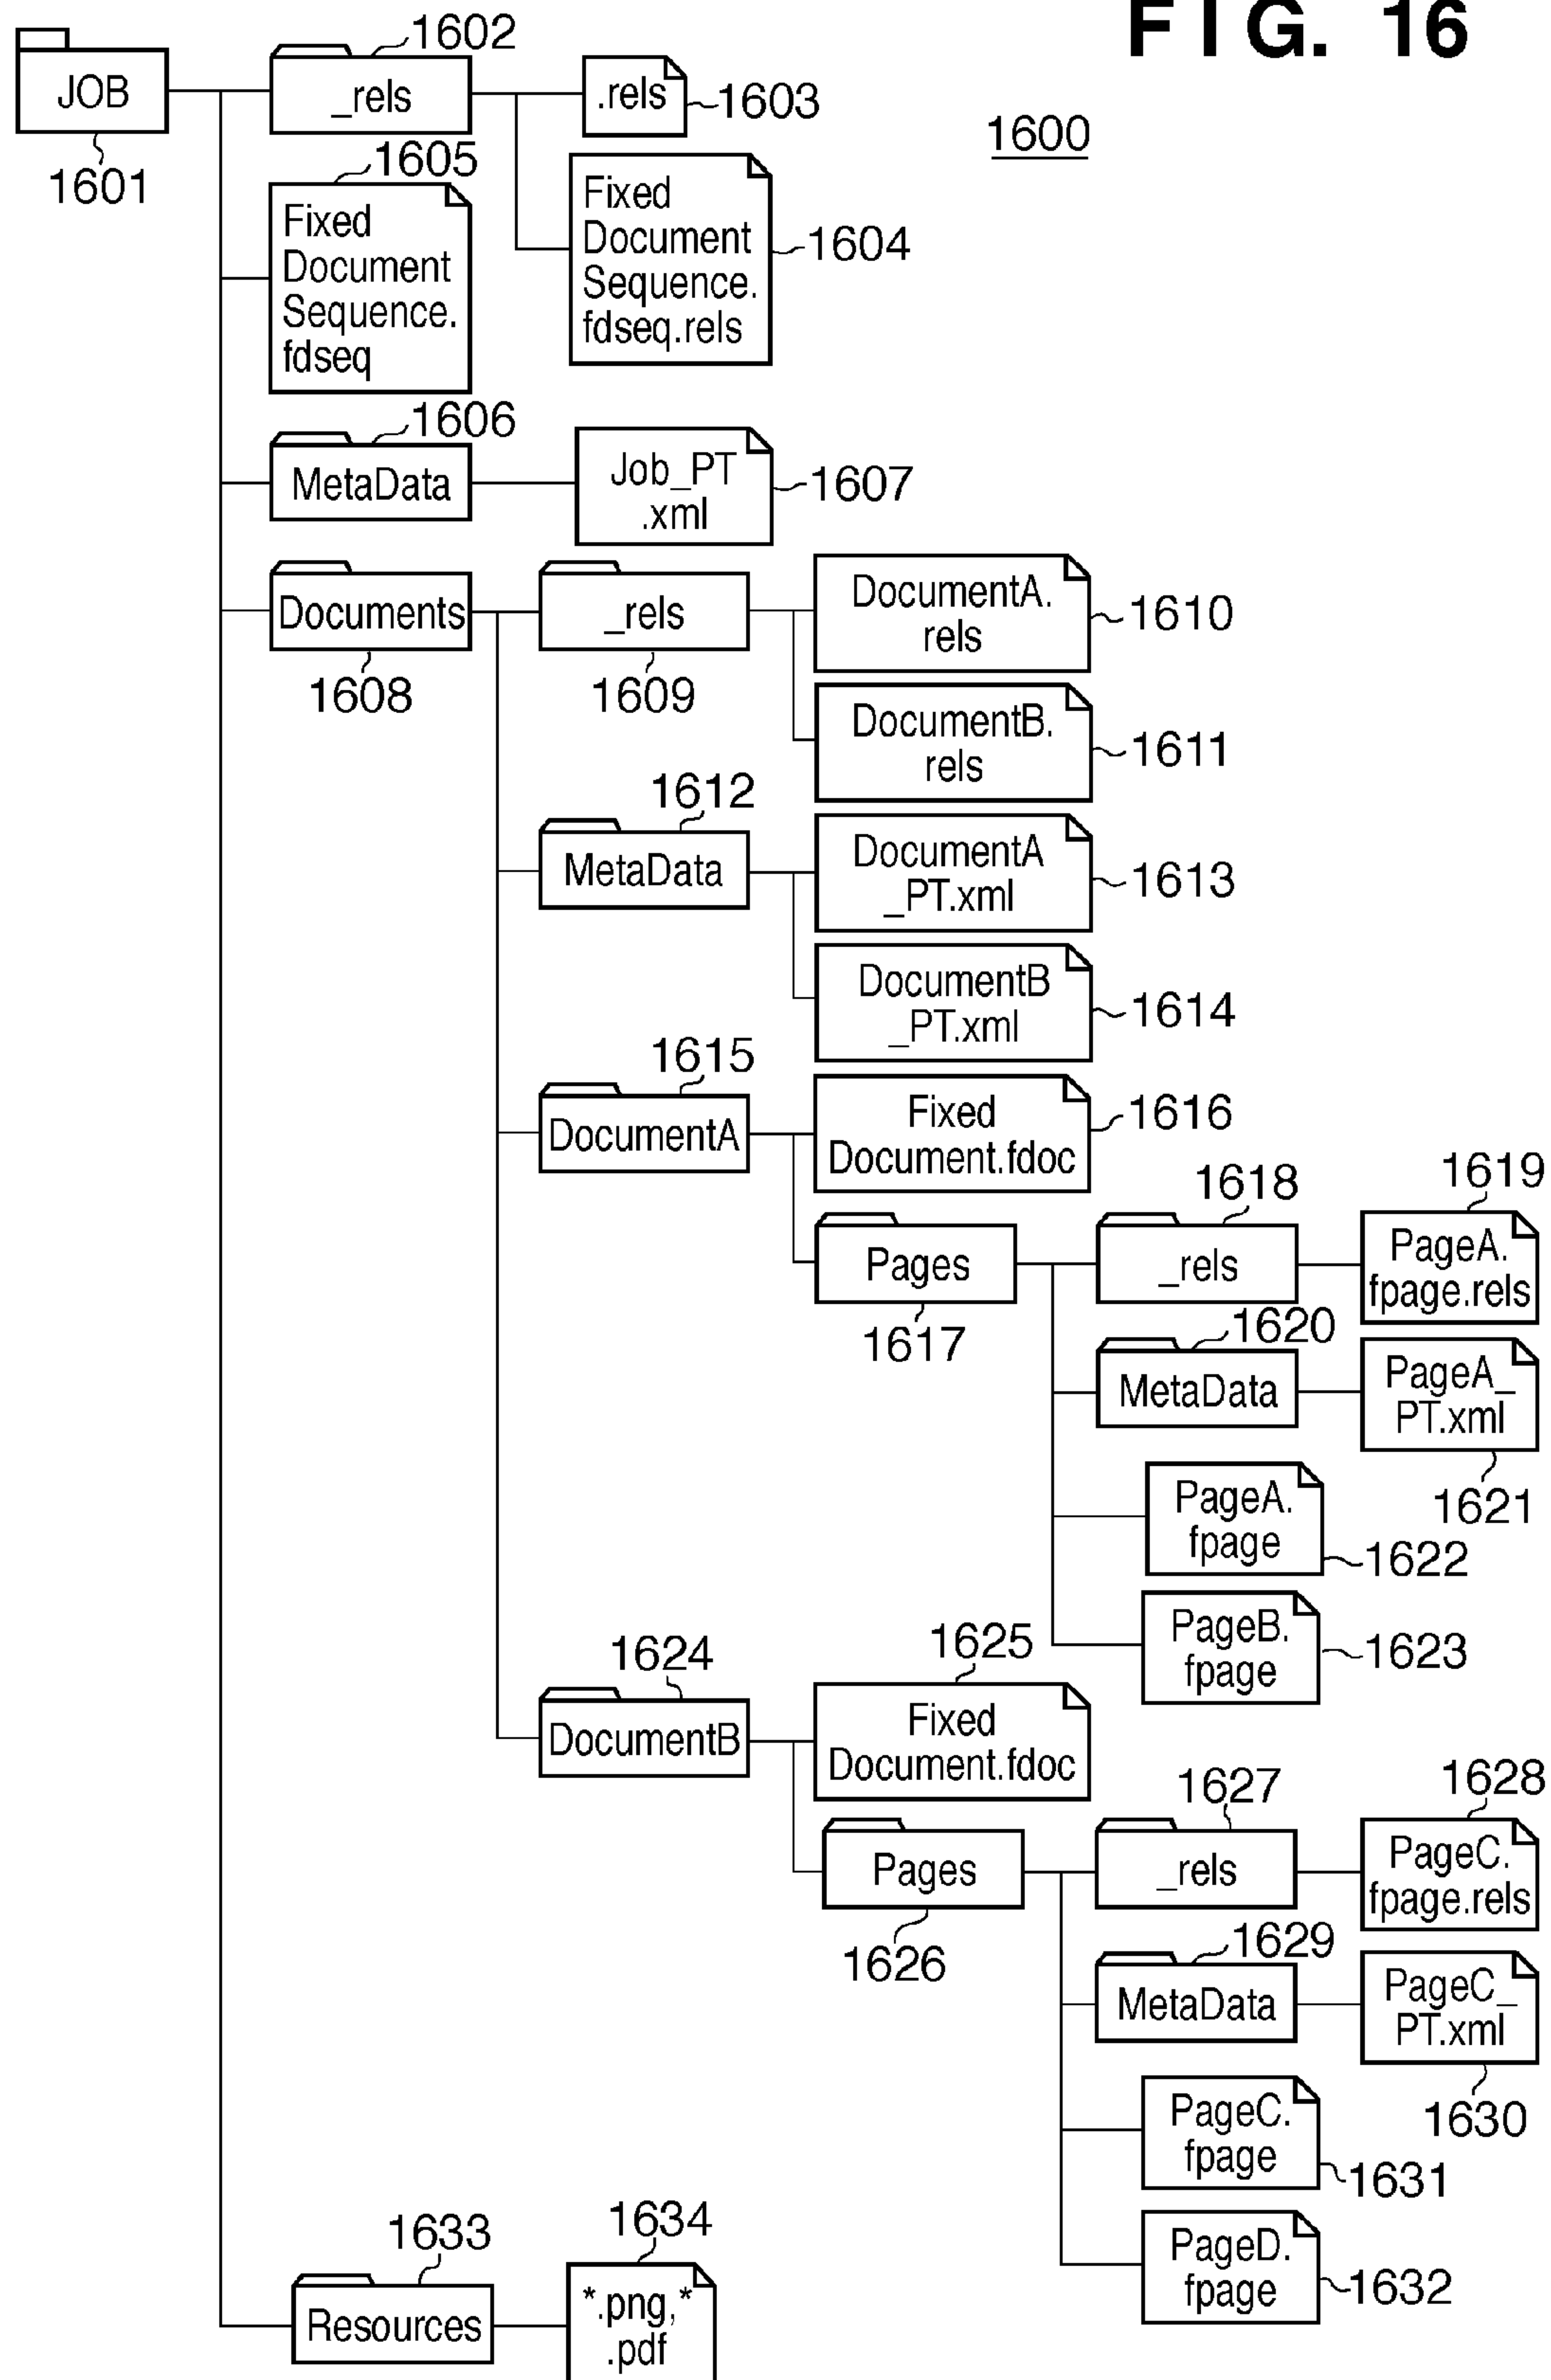 FIG. 16
1600
JOB
1601
1602
_rels
.rels
1603
Fixed
Document
Sequence.
fdseq.rels
1604
1605
Fixed
Document
Sequence.
fdseq
1606
MetaData
Job_PT
.xml
1607
Documents
1608
_rels
1609
DocumentA.
rels
1610
DocumentB.
rels
1611
1612
MetaData
DocumentA
_PT.xml
1613
DocumentB
_PT.xml
1614
1615
DocumentA
Fixed
Document.fdoc
1616
Pages
1617
1618
_rels
1619
PageA.
fpage.rels
1620
MetaData
PageA_
PT.xml
1621
PageA.
fpage
1622
PageB.
fpage
1623
1624
DocumentB
1625
Fixed
Document.fdoc
Pages
1626
1627
_rels
1628
PageC.
fpage.rels
1629
MetaData
PageC_
PT.xml
1630
PageC.
fpage
1631
PageD.
fpage
1632
1633
Resources
1634
*.png,*
.pdf